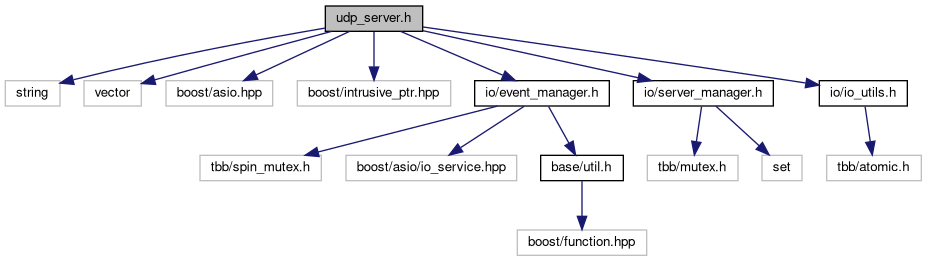 udp_server.h
string
vector
boost/asio.hpp
boost/intrusive_ptr.hpp
io/event_manager.h
io/server_manager.h
io/io_utils.h
tbb/spin_mutex.h
boost/asio/io_service.hpp
base/util.h
tbb/mutex.h
set
tbb/atomic.h
boost/function.hpp